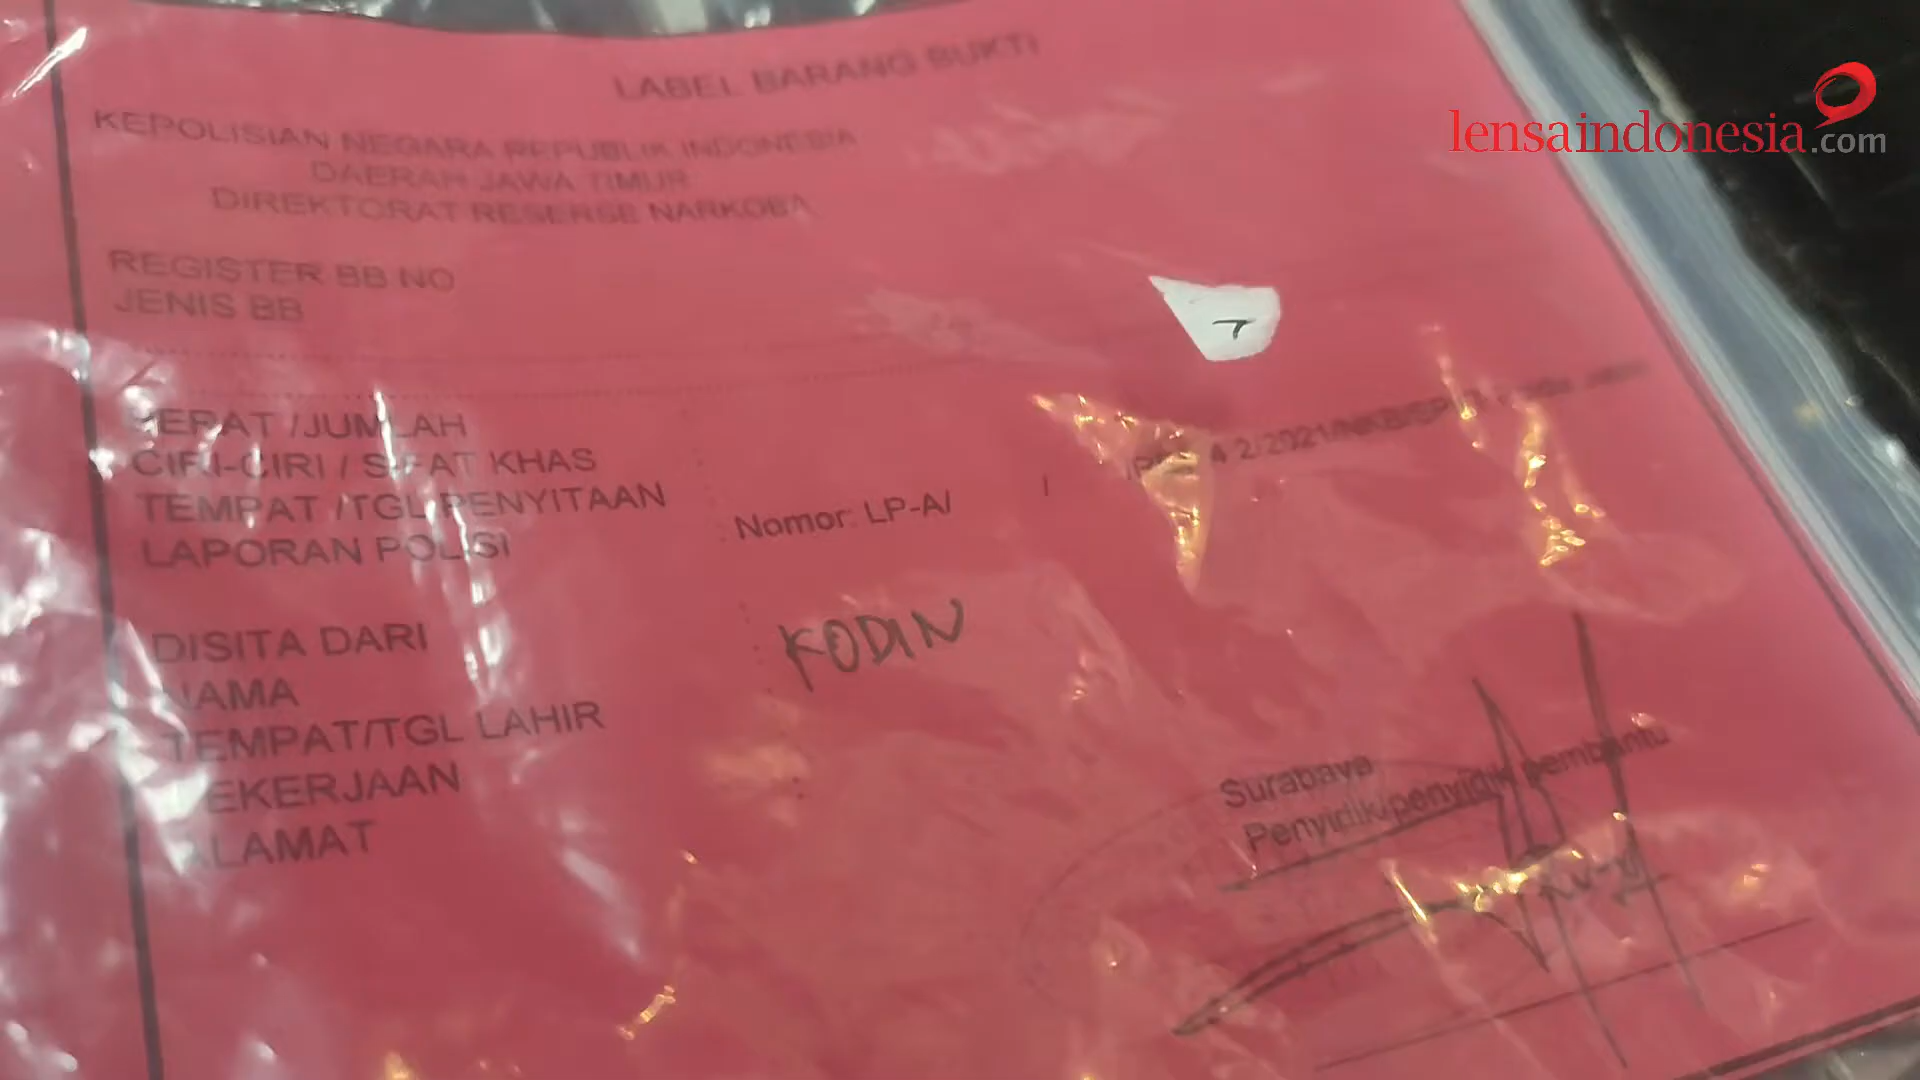 LABEL BARANG BUKTI
lensaindonesia.com
KEPOLISIAN NEGARA REPUBLIK INDONESIA
DAERAH JAWA TIMUR
DIREKTORAT RESERSE NARKOBA
REGISTER BB NO
JENIS BB
BERAT /JUMLAH
CIRI-CIRI / SIFAT KHAS
TEMPAT /TGL PENYITAAN
LAPORAN POLISI
Nomor: LP-A/
DISITA DARI
KODIN
NAMA
TEMPAT/TGL LAHIR
PEKERJAAN
ALAMAT
Surabaya
Penyidik/penyidik pembantu